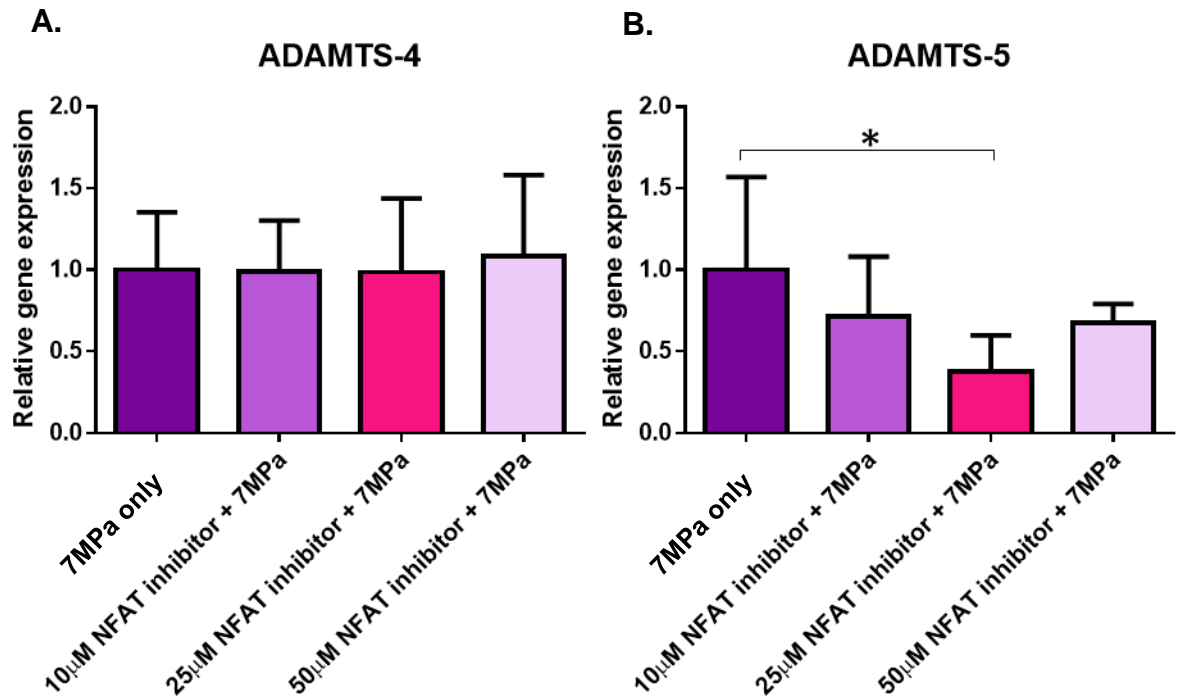 A.
ADAMTS-4
Relative gene expression
2.0
1.5
1.0
0.5
0.0
7MPa only
10μM NFAT inhibitor + 7MPa
25μM NFAT inhibitor + 7MPa
50μM NFAT inhibitor + 7MPa
B.
ADAMTS-5
Relative gene expression
2.0
1.5
1.0
0.5
0.0
*
7MPa only
10μM NFAT inhibitor + 7MPa
25μM NFAT inhibitor + 7MPa
50μM NFAT inhibitor + 7MPa